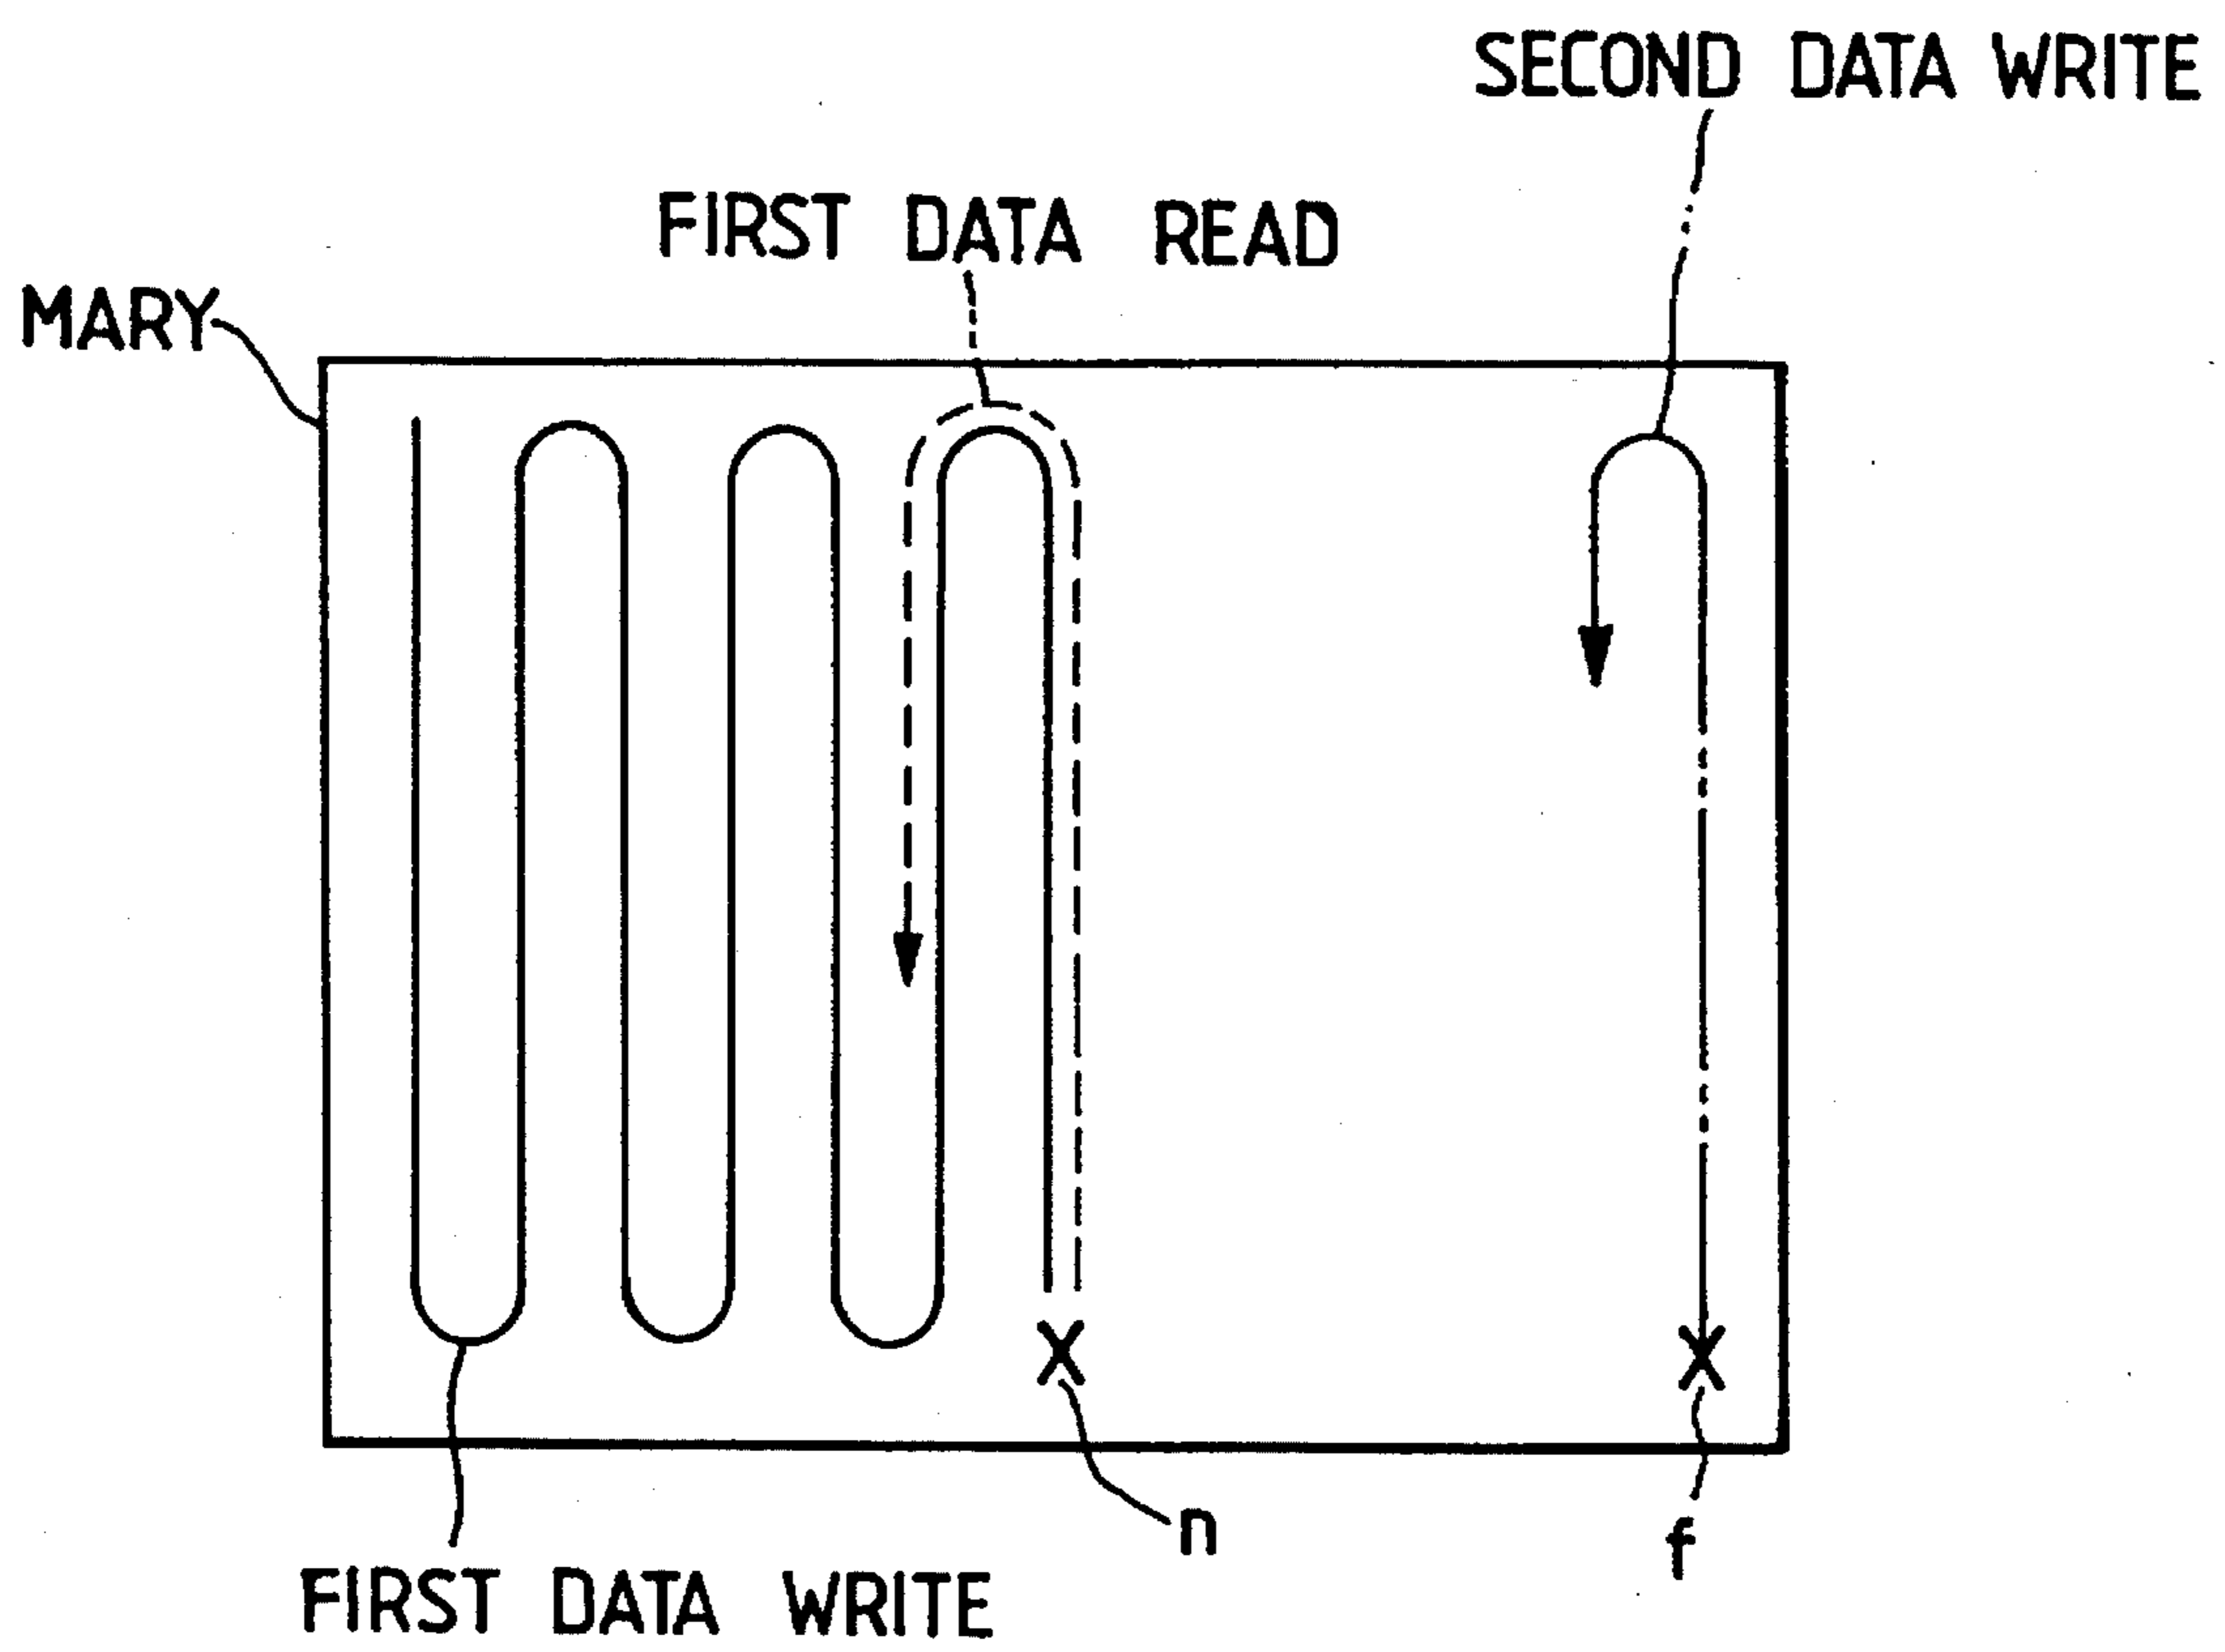 SECOND DATA WRITE
FIRST DATA READ
MARY
X
X
n
f
FIRST DATA WRITE